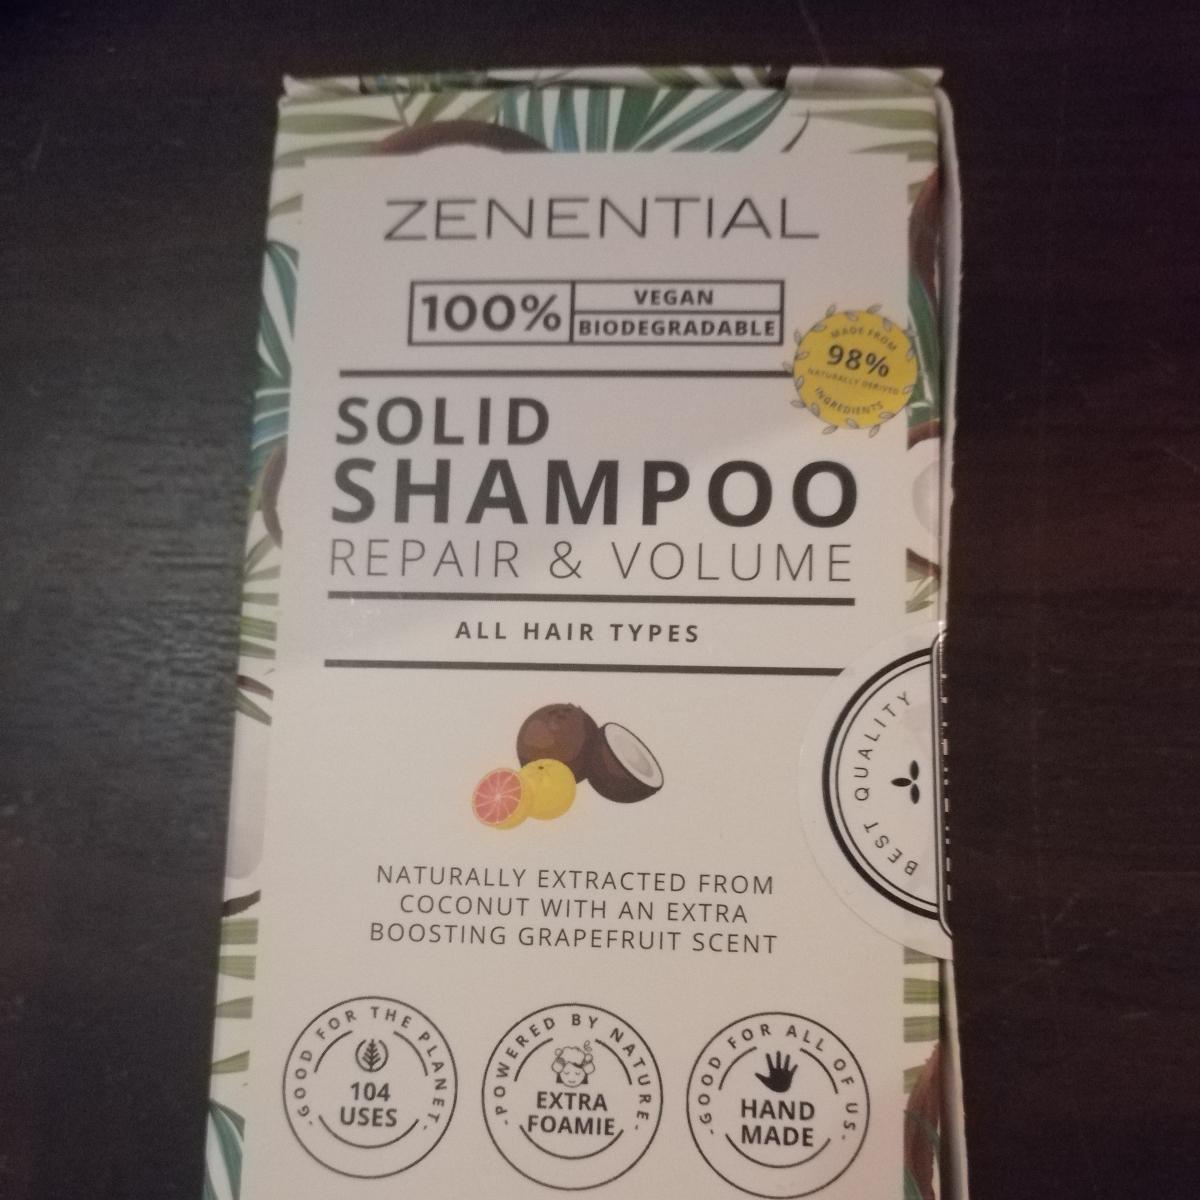 ZENENTIAL
100%
VEGAN
BIODEGRADABLE
MADE FROM
98%
NATURALLY DERIVED
INGREDIENTS
SOLID
SHAMPOO
REPAIR & VOLUME
ALL HAIR TYPES
BEST QUALITY
NATURALLY EXTRACTED FROM
COCONUT WITH AN EXTRA
BOOSTING GRAPEFRUIT SCENT
·GOOD FOR THE PLANET·
104
USES
·POWERED BY NATURE·
EXTRA
FOAMIE
·GOOD FOR ALL OF US·
HAND
MADE